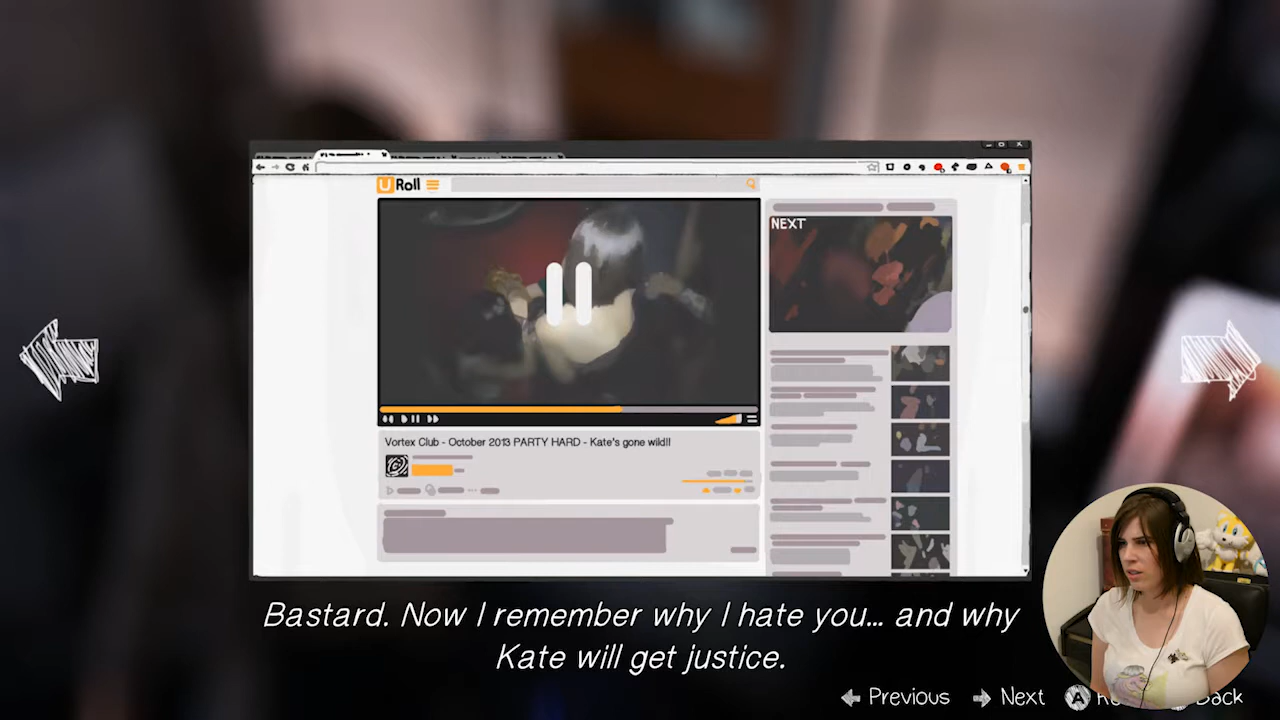 U Roll
NEXT
Vortex Club - October 2013 PARTY HARD - Kate's gone wild!!
Bastard. Now I remember why I hate you... and why
Kate will get justice.
Previous Next A Back